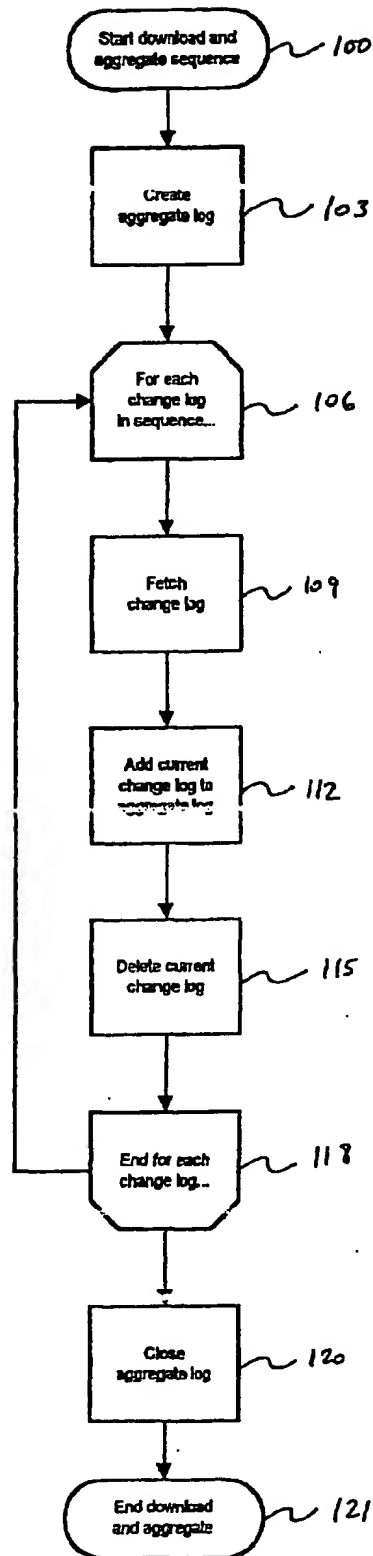 Start download and
aggregate sequence
100
Create
aggregate log
103
For each
change log
in sequence...
106
Fetch
change log
109
Add current
change log to
aggregate log
112
Delete current
change log
115
End for each
change log...
118
Close
aggregate log
120
End download
and aggregate
121